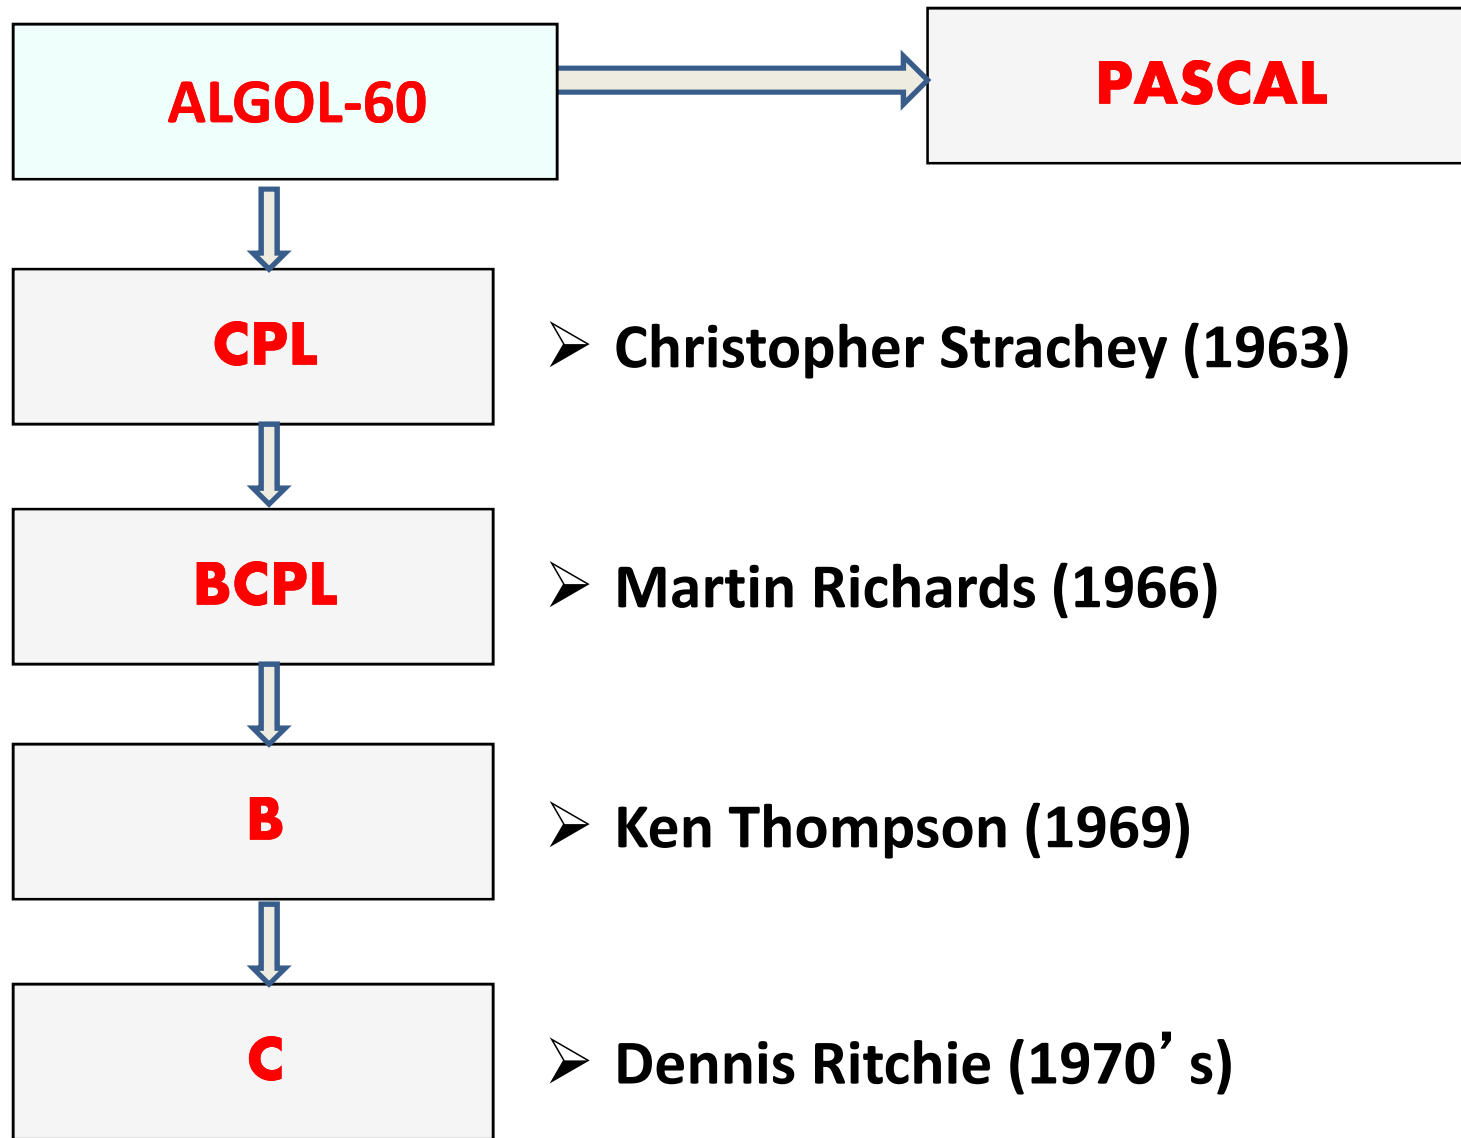 ALGOL-60
PASCAL
CPL
➢ Christopher Strachey (1963)
BCPL
➢ Martin Richards (1966)
B
➢ Ken Thompson (1969)
C
➢ Dennis Ritchie (1970’s)